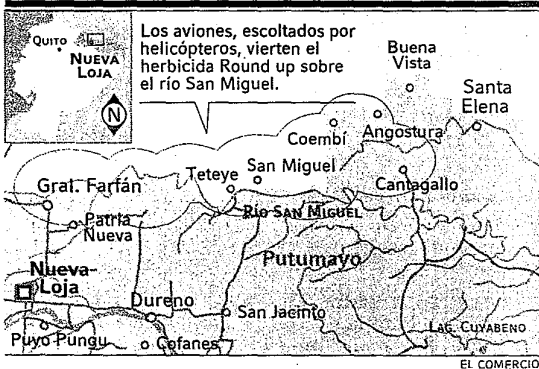 QUITO
NUEVA
LOJA
N
Los aviones, escoltados por
helicópteros, vierten el
herbicida Round up sobre
el río San Miguel.
Buena
Vista
Santa
Elena
Coembí
Angostura
Teteye
San Miguel
Cantagallo
Gral. Farfán
RÍO SAN MIGUEL
Patria
Nueva
Putumayo
Nueva-
Loja
Dureno
San Jacinto
LAG. CUYABENO
Puyo Pungu
Cofanes
EL COMERCIO